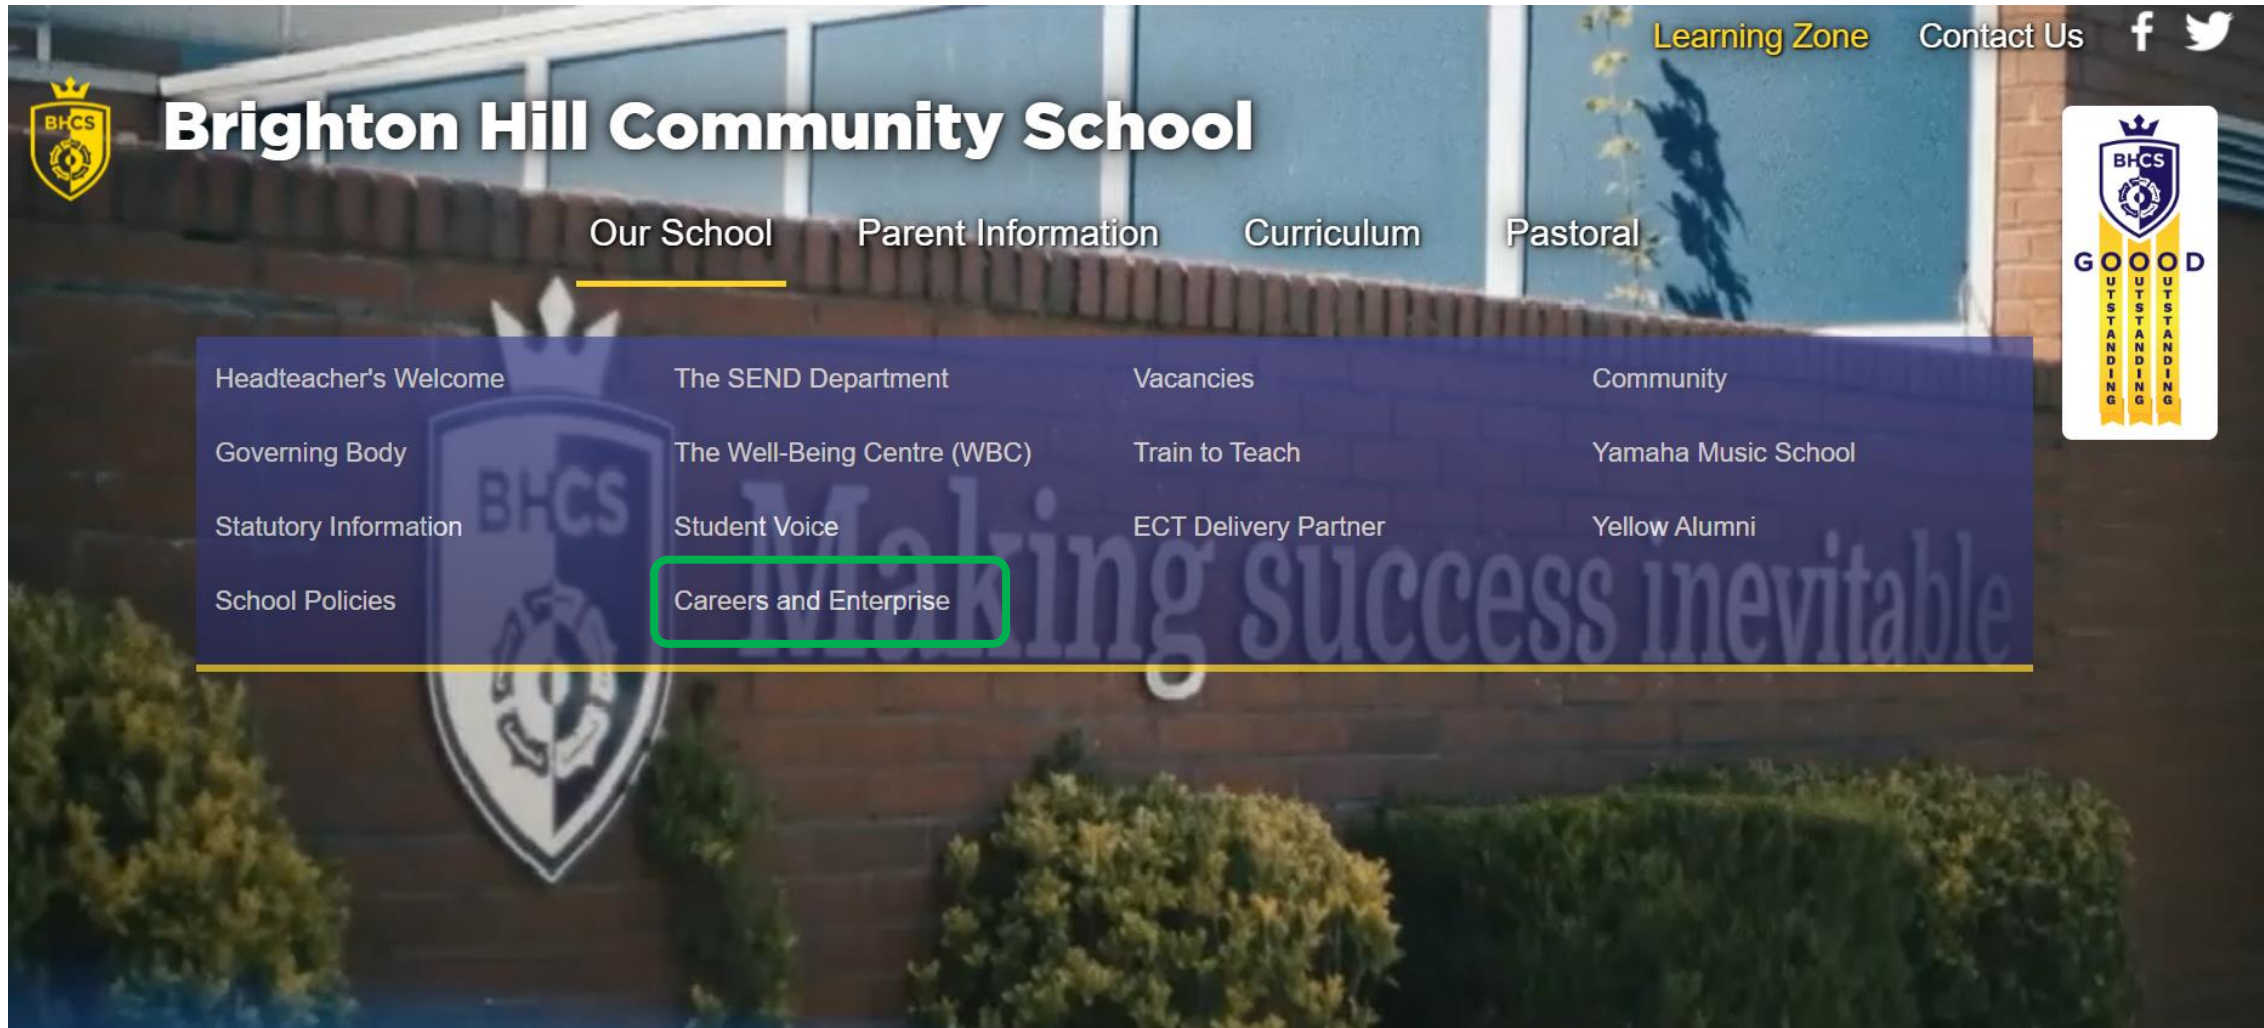 Learning Zone Contact Us
BHCS
Brighton Hill Community School
BHCS
GOOOD
OUTSTANDING
OUTSTANDING
OUTSTANDING
Our School Parent Information Curriculum Pastoral
Headteacher's Welcome The SEND Department Vacancies Community
Governing Body The Well-Being Centre (WBC) Train to Teach Yamaha Music School
Statutory Information Student Voice ECT Delivery Partner Yellow Alumni
School Policies Careers and Enterprise
BHCS
Making success inevitable